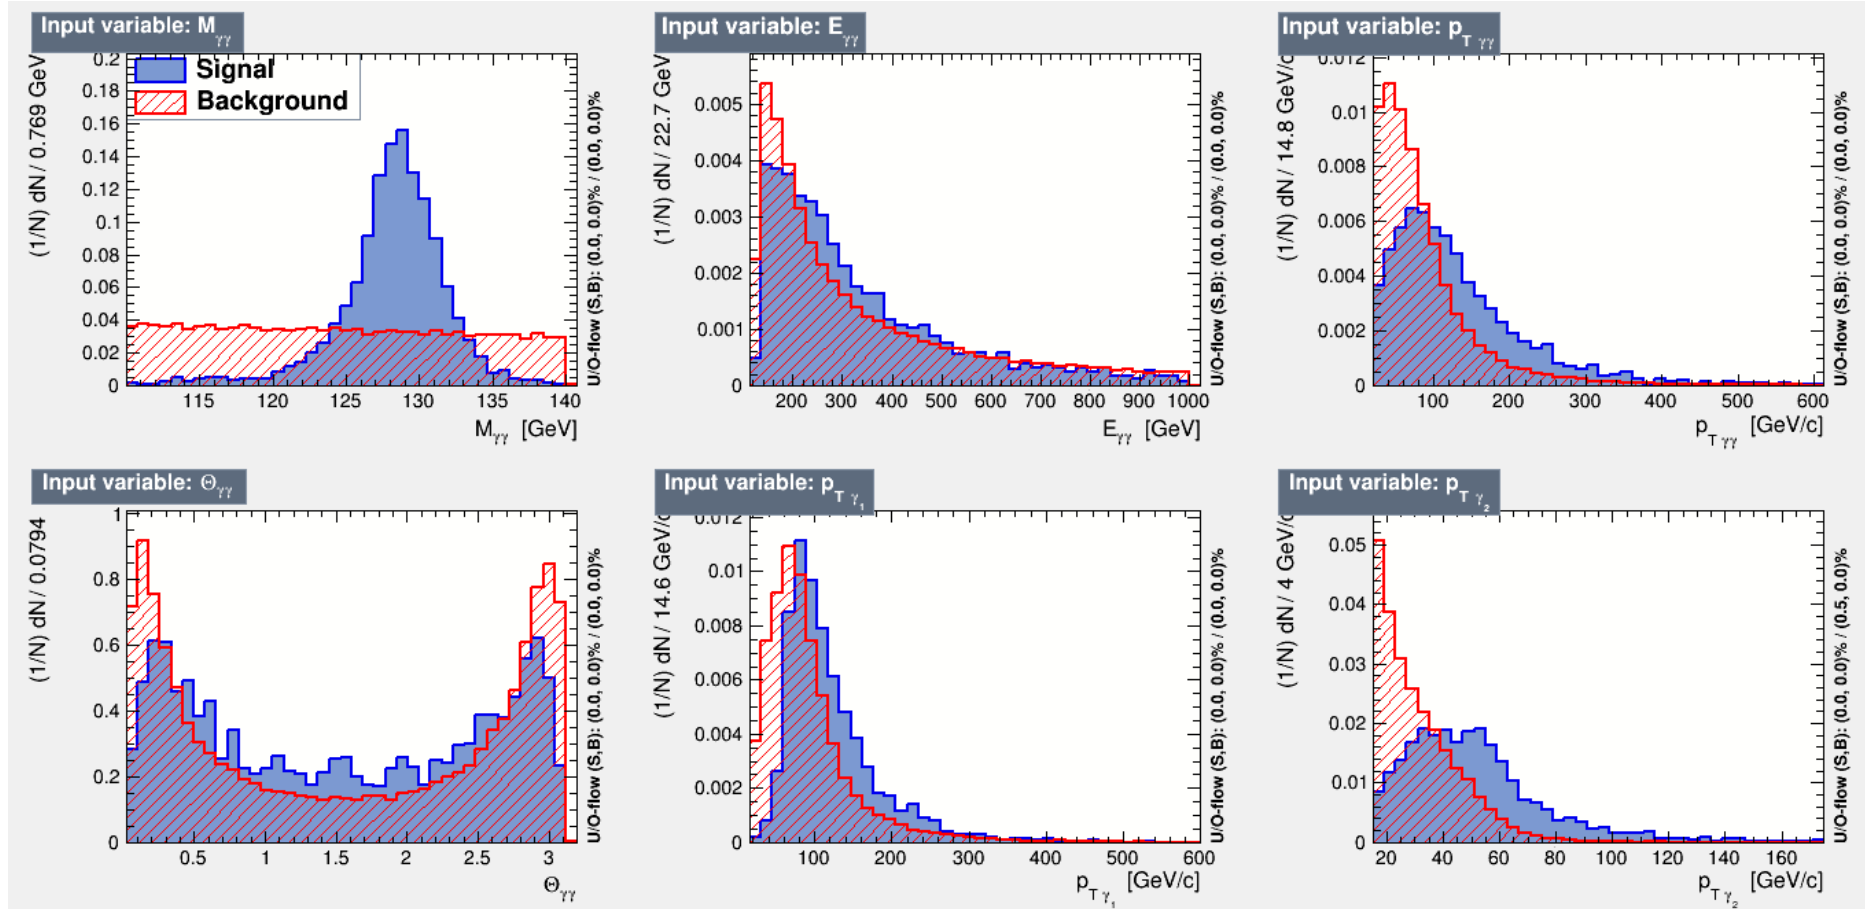 Input variable: Mγγ
(1/N) dN / 0.769 GeV
0.2
0.18
0.16
0.14
0.12
0.1
0.08
0.06
0.04
0.02
0
Signal
Background
115 120 125 130 135 140
Mγγ [GeV]
U/O-flow (S,B): (0.0, 0.0)% / (0.0, 0.0)%
Input variable: Eγγ
(1/N) dN / 22.7 GeV
0.005
0.004
0.003
0.002
0.001
0
200 300 400 500 600 700 800 900 1000
Eγγ [GeV]
U/O-flow (S,B): (0.0, 0.0)% / (0.0, 0.0)%
Input variable: pT γγ
(1/N) dN / 14.8 GeV/c
0.012
0.01
0.008
0.006
0.004
0.002
0
100 200 300 400 500 600
pT γγ [GeV/c]
U/O-flow (S,B): (0.0, 0.0)% / (0.0, 0.0)%
Input variable: Θγγ
(1/N) dN / 0.0794
1
0.8
0.6
0.4
0.2
0
0.5 1 1.5 2 2.5 3
Θγγ
U/O-flow (S,B): (0.0, 0.0)% / (0.0, 0.0)%
Input variable: pT γ1
(1/N) dN / 14.6 GeV/c
0.012
0.01
0.008
0.006
0.004
0.002
0
100 200 300 400 500 600
pT γ1 [GeV/c]
U/O-flow (S,B): (0.0, 0.0)% / (0.0, 0.0)%
Input variable: pT γ2
(1/N) dN / 4 GeV/c
0.05
0.04
0.03
0.02
0.01
0
20 40 60 80 100 120 140 160
pT γ2 [GeV/c]
U/O-flow (S,B): (0.0, 0.0)% / (0.5, 0.0)%